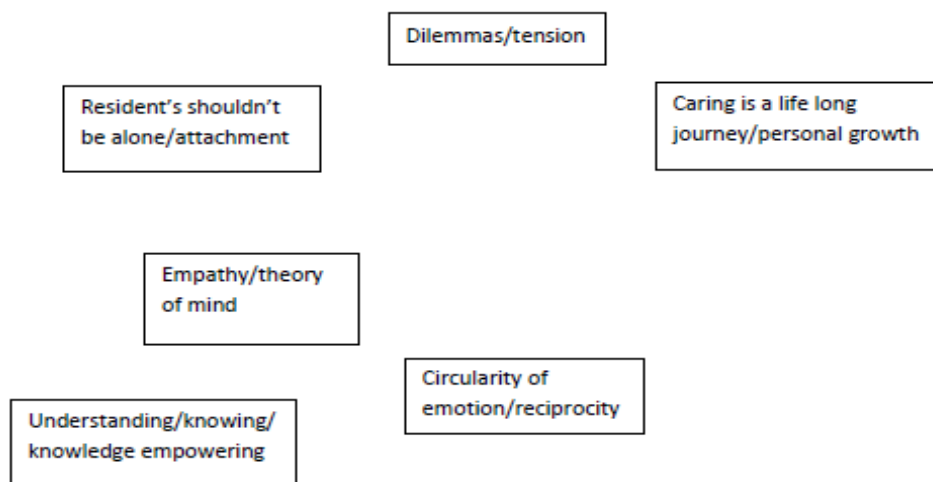 Dilemmas/tension
Resident’s shouldn’t
be alone/attachment
Caring is a life long
journey/personal growth
Empathy/theory
of mind
Circularity of
emotion/reciprocity
Understanding/knowing/
knowledge empowering